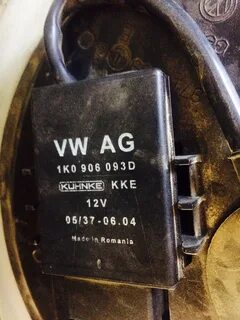 VW AG
1K0 906 093D
KUHNKE KKE
12V
05/37-06.04
Made in Romania